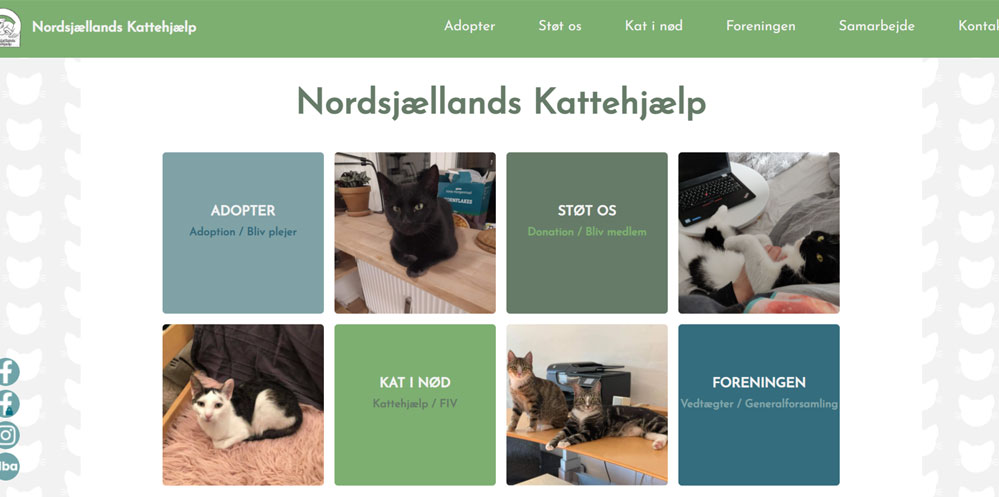 Nordsjællands Kattehjælp
Adopter
Støt os
Kat i nød
Foreningen
Samarbejde
Nordsjællands Kattehjælp
ADOPTER
Adoption / Bliv plejer
STØT OS
Donation / Bliv medlem
KAT I NØD
Kattehjælp / FIV
FORENINGEN
Vedtægter / Generalforsamling